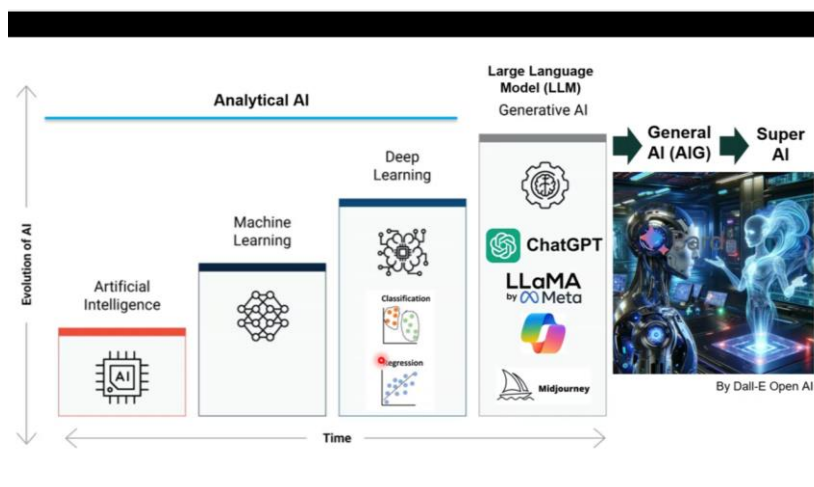 Analytical AI
Large Language
Model (LLM)
Generative AI
General
AI (AIG)
Super
AI
Deep
Learning
Machine
Learning
Artificial
Intelligence
Evolution of AI
AI
Classification
Regression
ChatGPT
LLaMA
by Meta
Midjourney
By Dall-E Open AI
Time